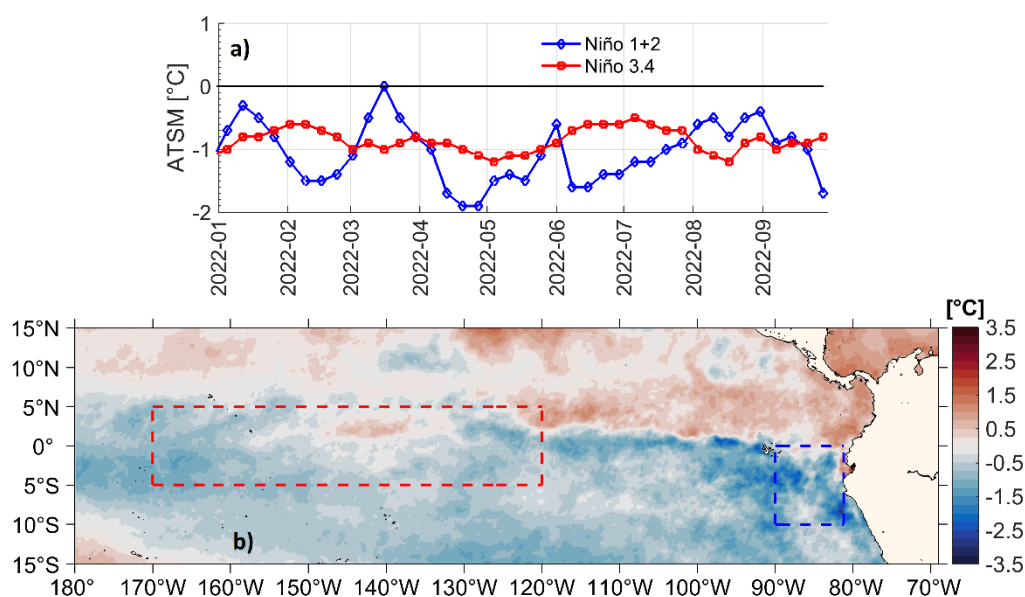 a)
Niño 1+2
Niño 3.4
ATSM [°C]
1
0
-1
-2
2022-01
2022-02
2022-03
2022-04
2022-05
2022-06
2022-07
2022-08
2022-09
[°C]
15°N
10°N
5°N
0°
5°S
10°S
15°S
b)
180°
170°W
160°W
150°W
140°W
130°W
120°W
110°W
100°W
90°W
80°W
70°W
3.5
2.5
1.5
0.5
-0.5
-1.5
-2.5
-3.5